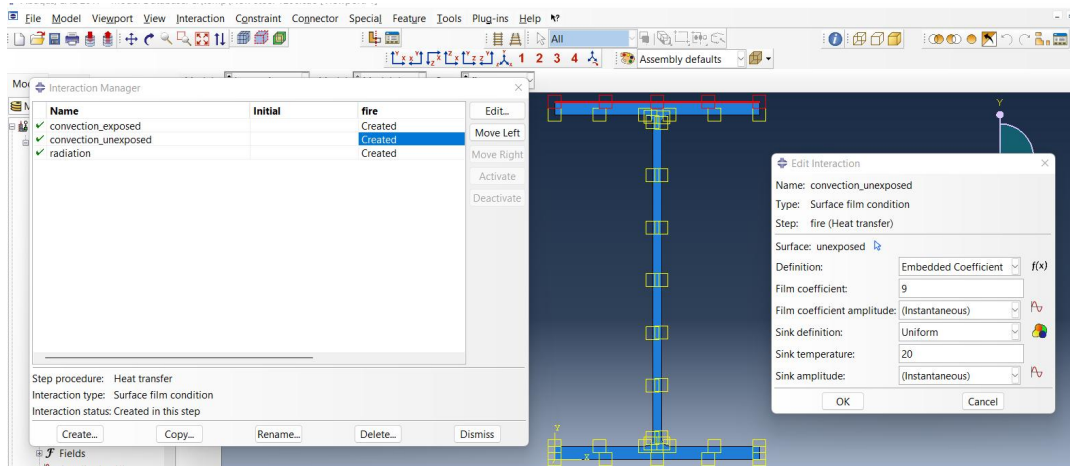 File Model Viewport View Interaction Constraint Connector Special Feature Tools Plug-ins Help
All
1 2 3 4 Assembly defaults
Interaction Manager
Name Initial fire
convection_exposed Created
convection_unexposed Created
radiation Created
Edit...
Move Left
Move Right
Activate
Deactivate
Step procedure: Heat transfer
Interaction type: Surface film condition
Interaction status: Created in this step
Create... Copy... Rename... Delete... Dismiss
Fields
Y
Y
X
Edit Interaction
Name: convection_unexposed
Type: Surface film condition
Step: fire (Heat transfer)
Surface: unexposed
Definition: Embedded Coefficient f(x)
Film coefficient: 9
Film coefficient amplitude: (Instantaneous)
Sink definition: Uniform
Sink temperature: 20
Sink amplitude: (Instantaneous)
OK Cancel